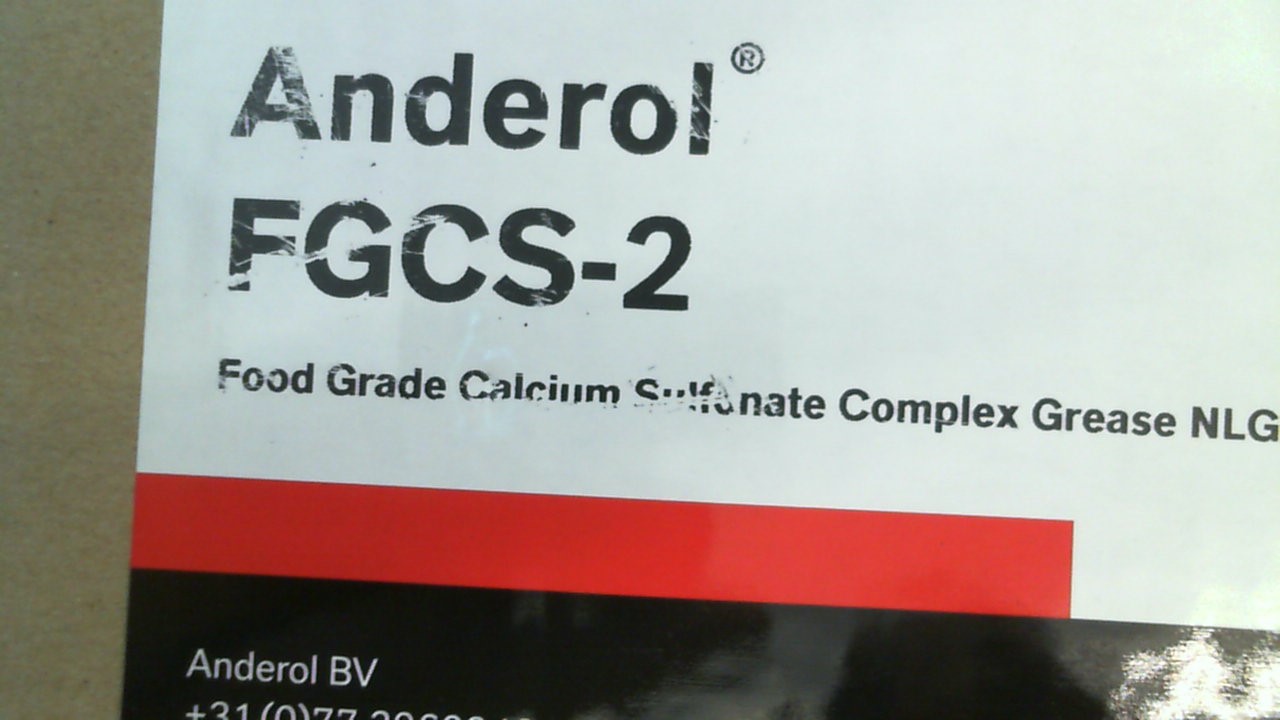 Anderol®
FGCS-2
Food Grade Calcium Sulfonate Complex Grease NLG
Anderol BV